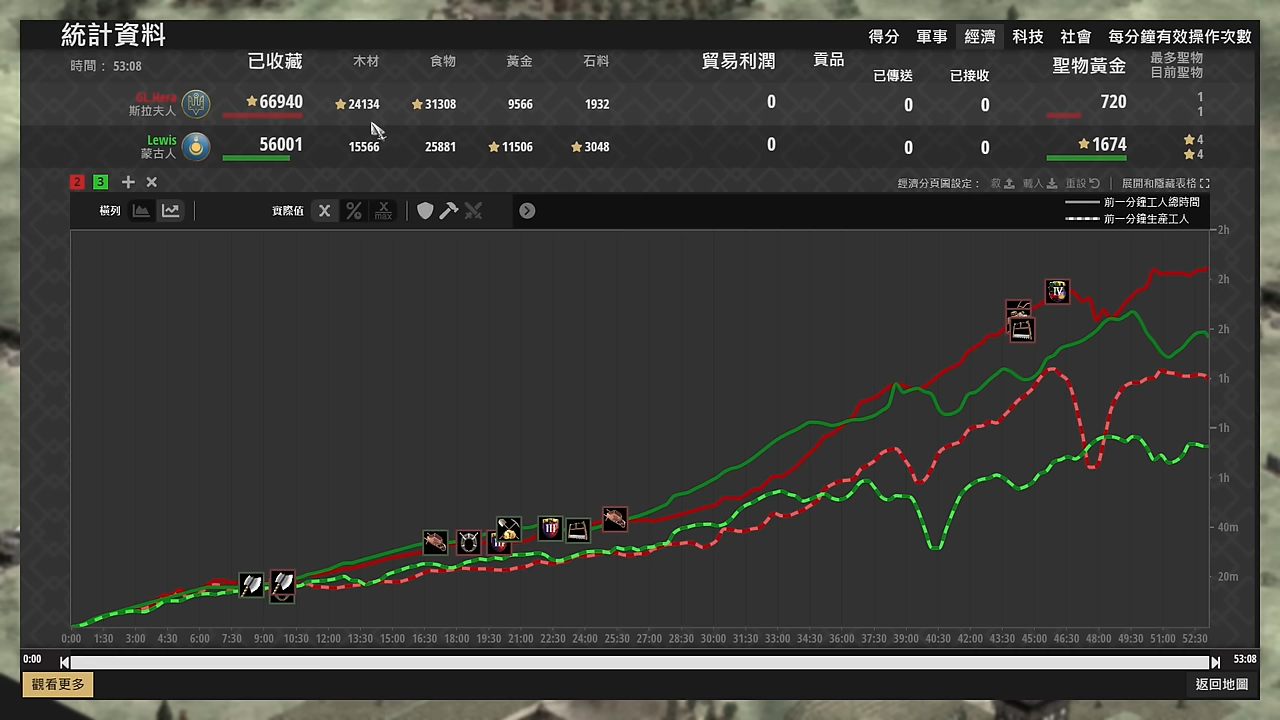 統計資料
得分 軍事 經濟 科技 社會 每分鐘有效操作次數
時間： 53:08
已收藏 木材 食物 黃金 石料 貿易利潤 貢品 已傳送 已接收 聖物黃金 最多聖物 目前聖物
GL.Hera
斯拉夫人
66940 24134 31308 9566 1932 0 0 0 720 1 1
Lewis
蒙古人
56001 15566 25881 11506 3048 0 0 0 1674 4 4
2 3
經濟分頁圖設定： 載入 重設 展開和隱藏表格
橫列 實際值 X % X max
前一分鐘工人總時間
前一分鐘生產工人
2h
2h
2h
1h
1h
1h
40m
20m
IV
III
0:00 1:30 3:00 4:30 6:00 7:30 9:00 10:30 12:00 13:30 15:00 16:30 18:00 19:30 21:00 22:30 24:00 25:30 27:00 28:30 30:00 31:30 33:00 34:30 36:00 37:30 39:00 40:30 42:00 43:30 45:00 46:30 48:00 49:30 51:00 52:30
0:00 53:08
觀看更多 返回地圖